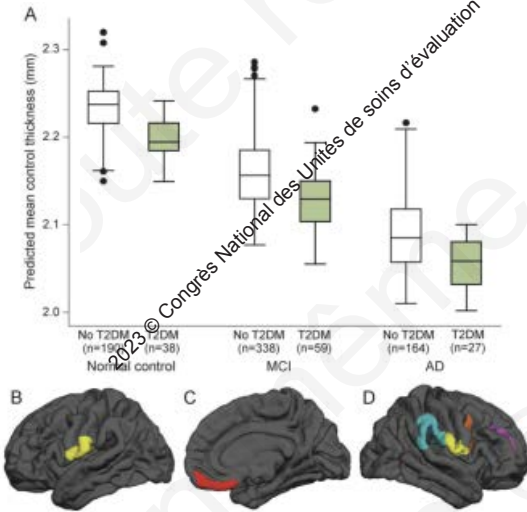 A
Predicted mean control thickness (mm)
2.3
2.2
2.1
2.0
No T2DM T2DM No T2DM T2DM No T2DM T2DM
(n=190) (n=38) (n=338) (n=59) (n=164) (n=27)
Normal control MCI AD
2023 © Congrès National des Unités de soins d'évaluation
B C D